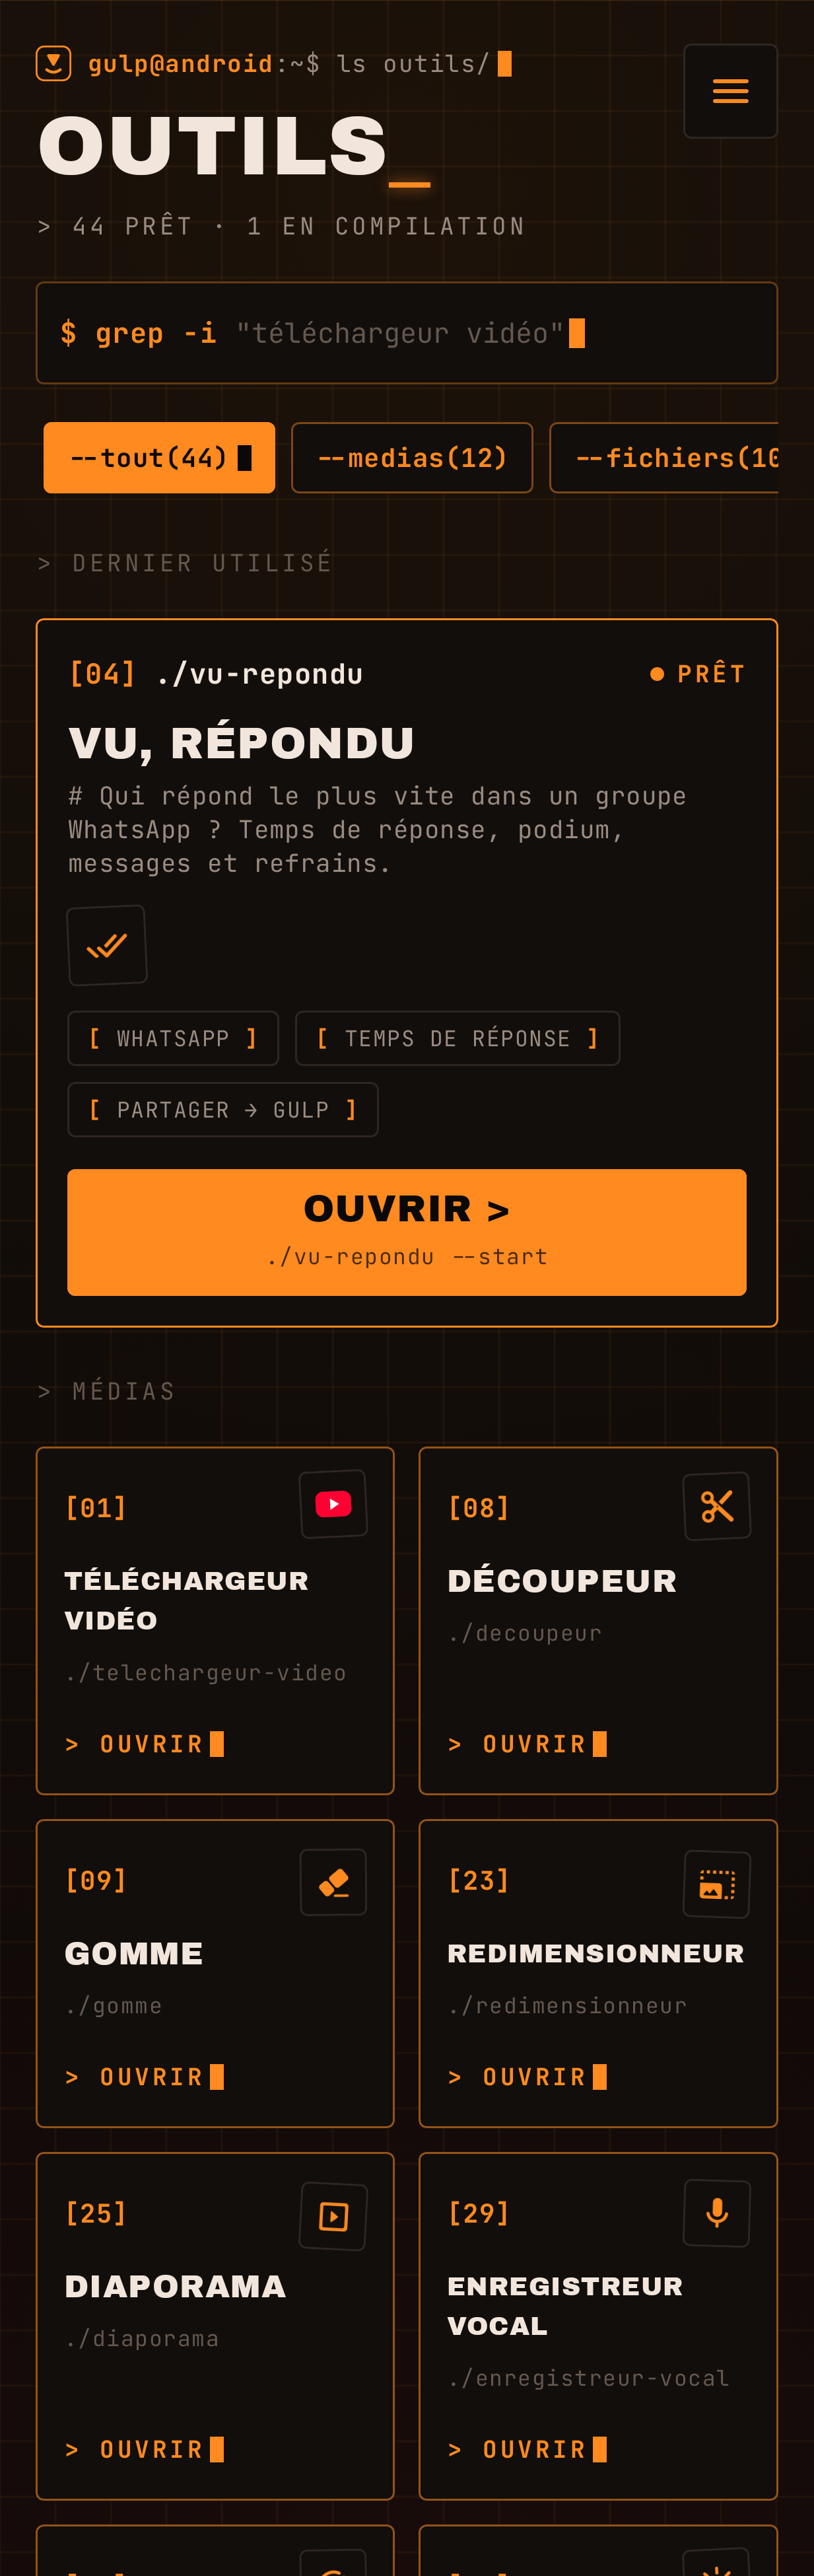 gulp@android:~$ ls outils/
OUTILS_
> 44 PRÊT · 1 EN COMPILATION
$ grep -i "téléchargeur vidéo"
--tout(44)
--medias(12)
--fichiers(10
> DERNIER UTILISÉ
[04] ./vu-repondu
PRÊT
VU, RÉPONDU
# Qui répond le plus vite dans un groupe
WhatsApp ? Temps de réponse, podium,
messages et refrains.
[ WHATSAPP ]
[ TEMPS DE RÉPONSE ]
[ PARTAGER → GULP ]
OUVRIR >
./vu-repondu --start
> MÉDIAS
[01]
TÉLÉCHARGEUR
VIDÉO
./telechargeur-video
> OUVRIR
[08]
DÉCOUPEUR
./decoupeur
> OUVRIR
[09]
GOMME
./gomme
> OUVRIR
[23]
REDIMENSIONNEUR
./redimensionneur
> OUVRIR
[25]
DIAPORAMA
./diaporama
> OUVRIR
[29]
ENREGISTREUR
VOCAL
./enregistreur-vocal
> OUVRIR